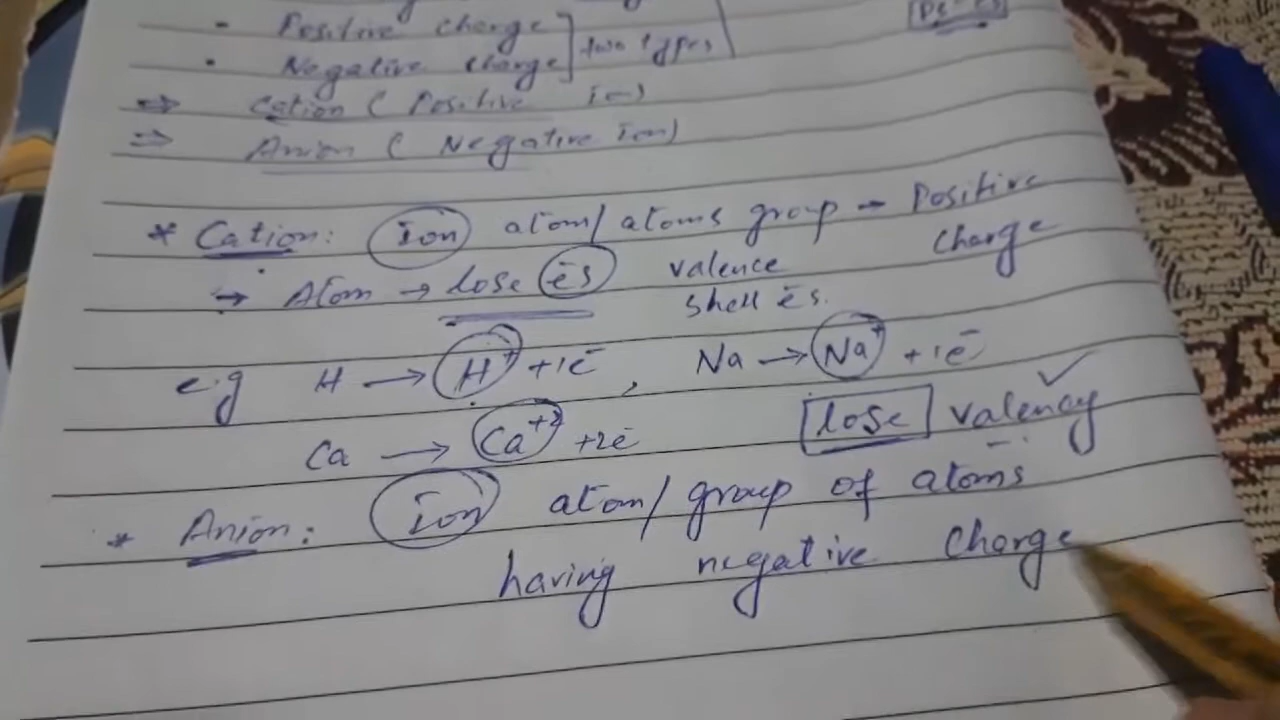 - Positive charge
- Negative charge ] two types
⇒ Cation ( Positive ion)
⇒ Anion ( Negative ion)
* Cation: ion atom/atoms group - Positive charge
→ Atom → lose ēs valence shell ēs.
e.g H → H⁺ + 1ē , Na → Na⁺ + 1ē
Ca → Ca⁺² + 2ē lose valency ✓
* Anion: ion atom/group of atoms
having negative charge